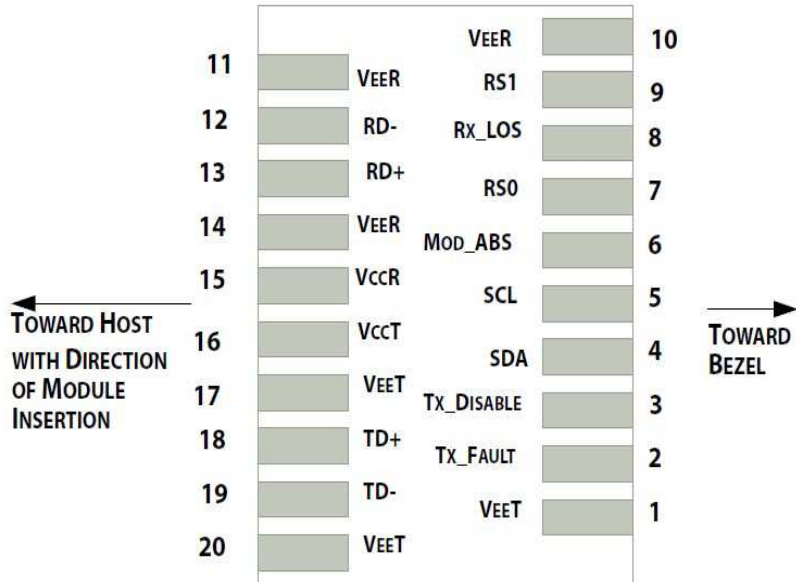 11 VEER
12 RD-
13 RD+
14 VEER
15 VCCR
16 VCCT
17 VEET
18 TD+
19 TD-
20 VEET
VEER 10
RS1 9
RX_LOS 8
RS0 7
MOD_ABS 6
SCL 5
SDA 4
TX_DISABLE 3
TX_FAULT 2
VEET 1
TOWARD HOST
WITH DIRECTION
OF MODULE
INSERTION
TOWARD
BEZEL